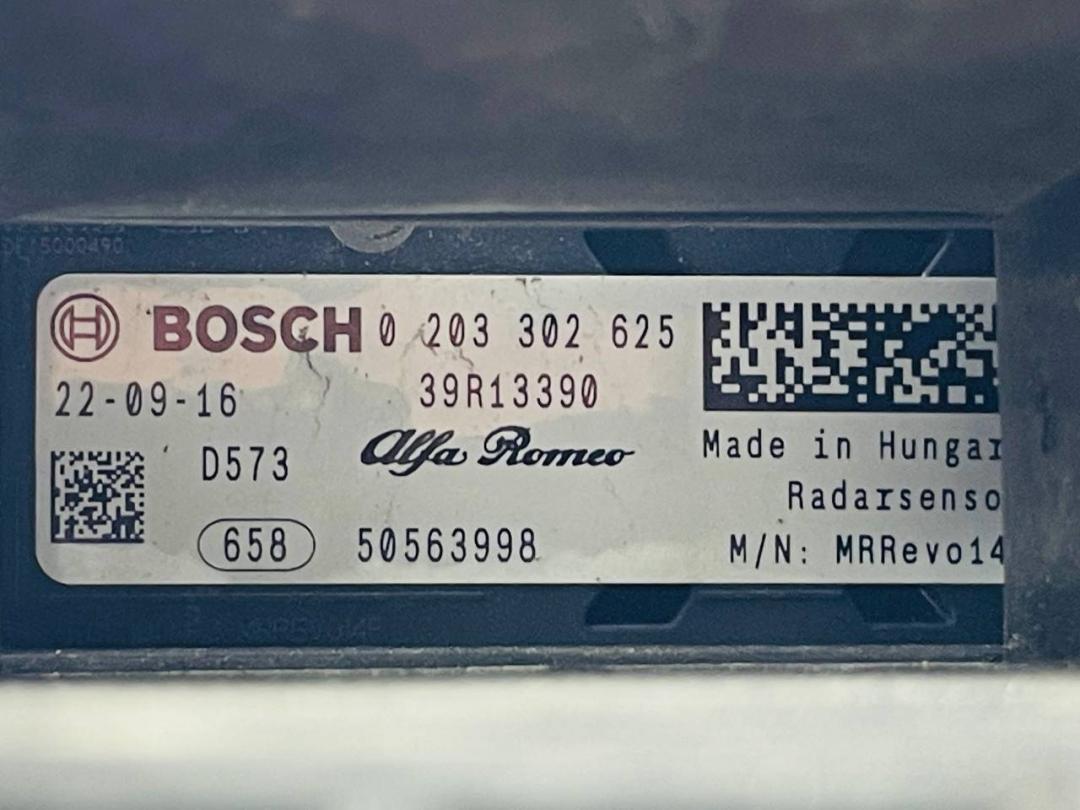 BOSCH 0 203 302 625
22-09-16 39R13390
D573 Alfa Romeo
Made in Hungar
Radarsenso
658 50563998
M/N: MRRevo14